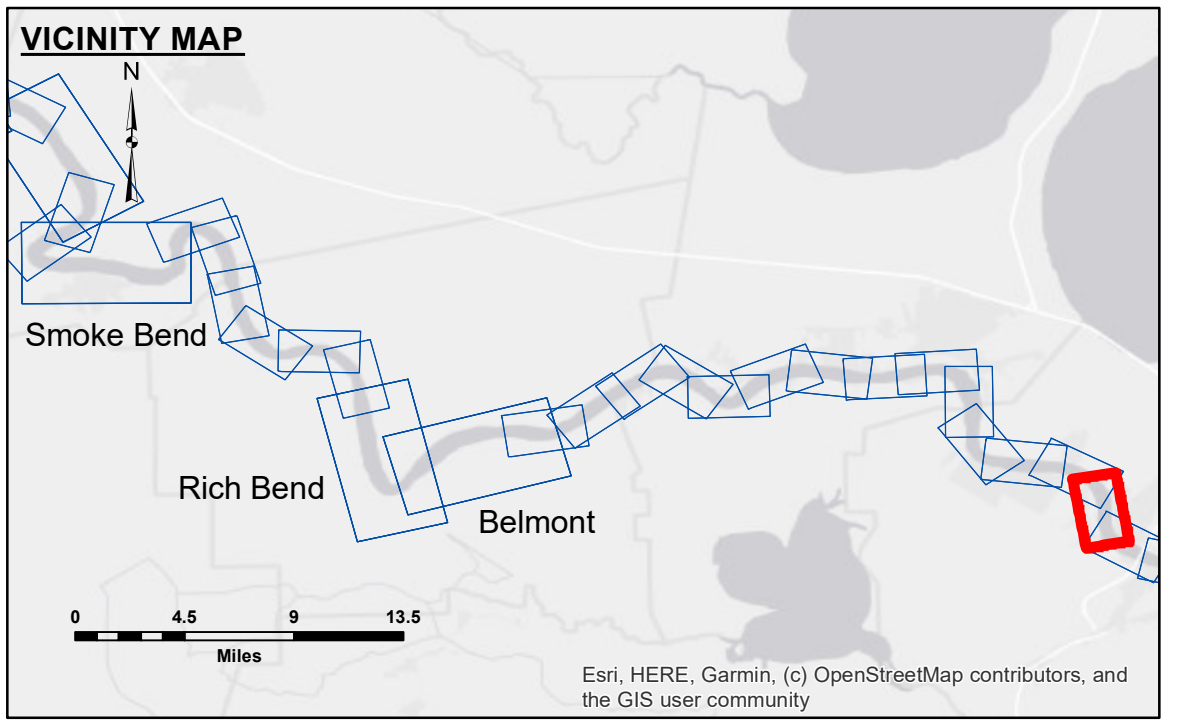 VICINITY MAP
N
Smoke Bend
Rich Bend
Belmont
0 4.5 9 13.5
Miles
Esri, HERE, Garmin, (c) OpenStreetMap contributors, and
the GIS user community